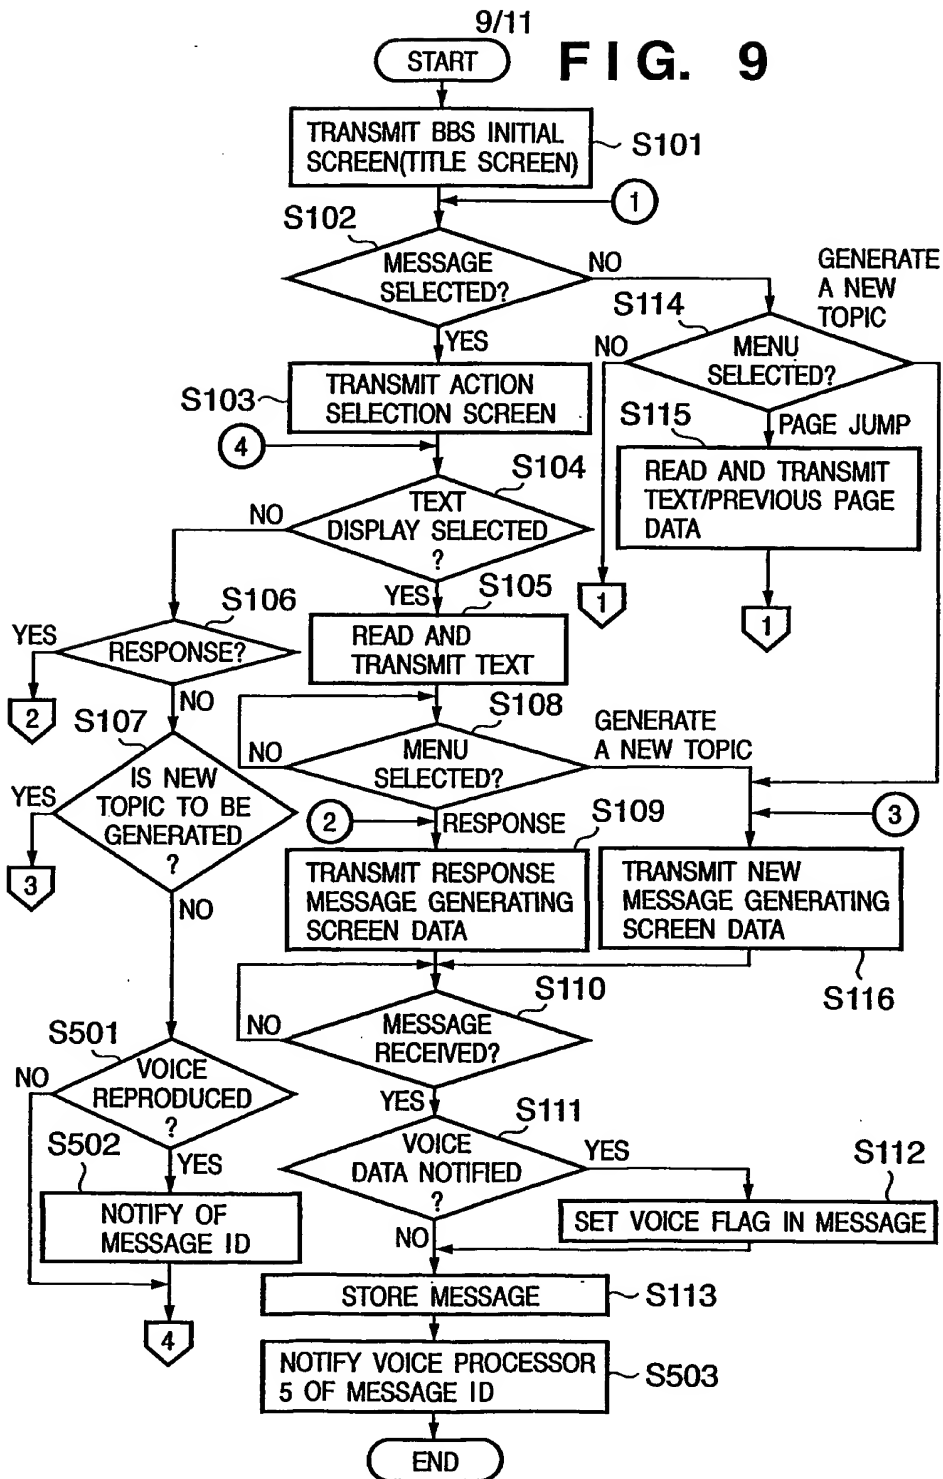 9/11
FIG. 9
START
TRANSMIT BBS INITIAL
SCREEN(TITLE SCREEN)
S101
1
S102
MESSAGE
SELECTED?
NO
YES
GENERATE
A NEW
TOPIC
S114
MENU
SELECTED?
NO
PAGE JUMP
S103
TRANSMIT ACTION
SELECTION SCREEN
S115
READ AND TRANSMIT
TEXT/PREVIOUS PAGE
DATA
1
1
4
S104
TEXT
DISPLAY SELECTED
?
NO
YES
S105
READ AND
TRANSMIT TEXT
S106
RESPONSE?
YES
2
NO
S107
IS NEW
TOPIC TO BE
GENERATED
?
YES
3
NO
S108
MENU
SELECTED?
NO
GENERATE
A NEW TOPIC
2
RESPONSE
3
S109
TRANSMIT RESPONSE
MESSAGE GENERATING
SCREEN DATA
TRANSMIT NEW
MESSAGE GENERATING
SCREEN DATA
S116
S110
MESSAGE
RECEIVED?
NO
YES
S501
VOICE
REPRODUCED
?
NO
YES
S502
NOTIFY OF
MESSAGE ID
4
S111
VOICE
DATA NOTIFIED
?
YES
NO
S112
SET VOICE FLAG IN MESSAGE
STORE MESSAGE
S113
NOTIFY VOICE PROCESSOR
5 OF MESSAGE ID
S503
END